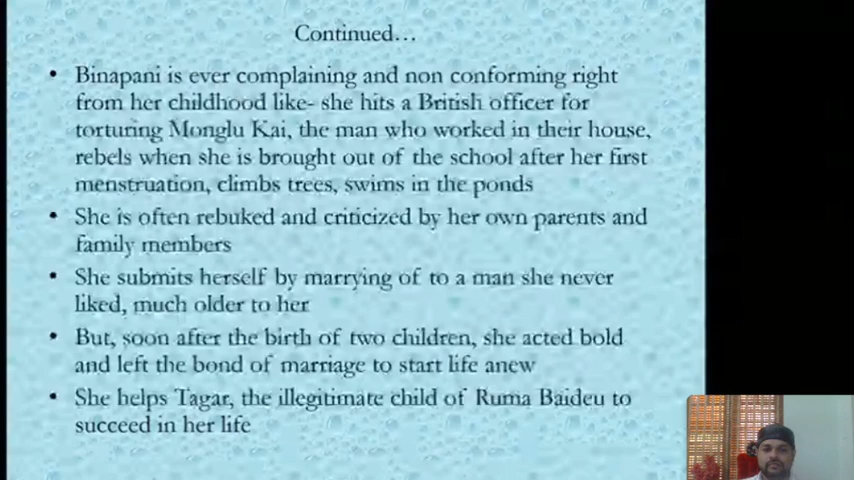 Continued...
• Binapani is ever complaining and non conforming right
from her childhood like- she hits a British officer for
torturing Monglu Kai, the man who worked in their house,
rebels when she is brought out of the school after her first
menstruation, climbs trees, swims in the ponds
• She is often rebuked and criticized by her own parents and
family members
• She submits herself by marrying of to a man she never
liked, much older to her
• But, soon after the birth of two children, she acted bold
and left the bond of marriage to start life anew
• She helps Tagar, the illegitimate child of Ruma Baideu to
succeed in her life